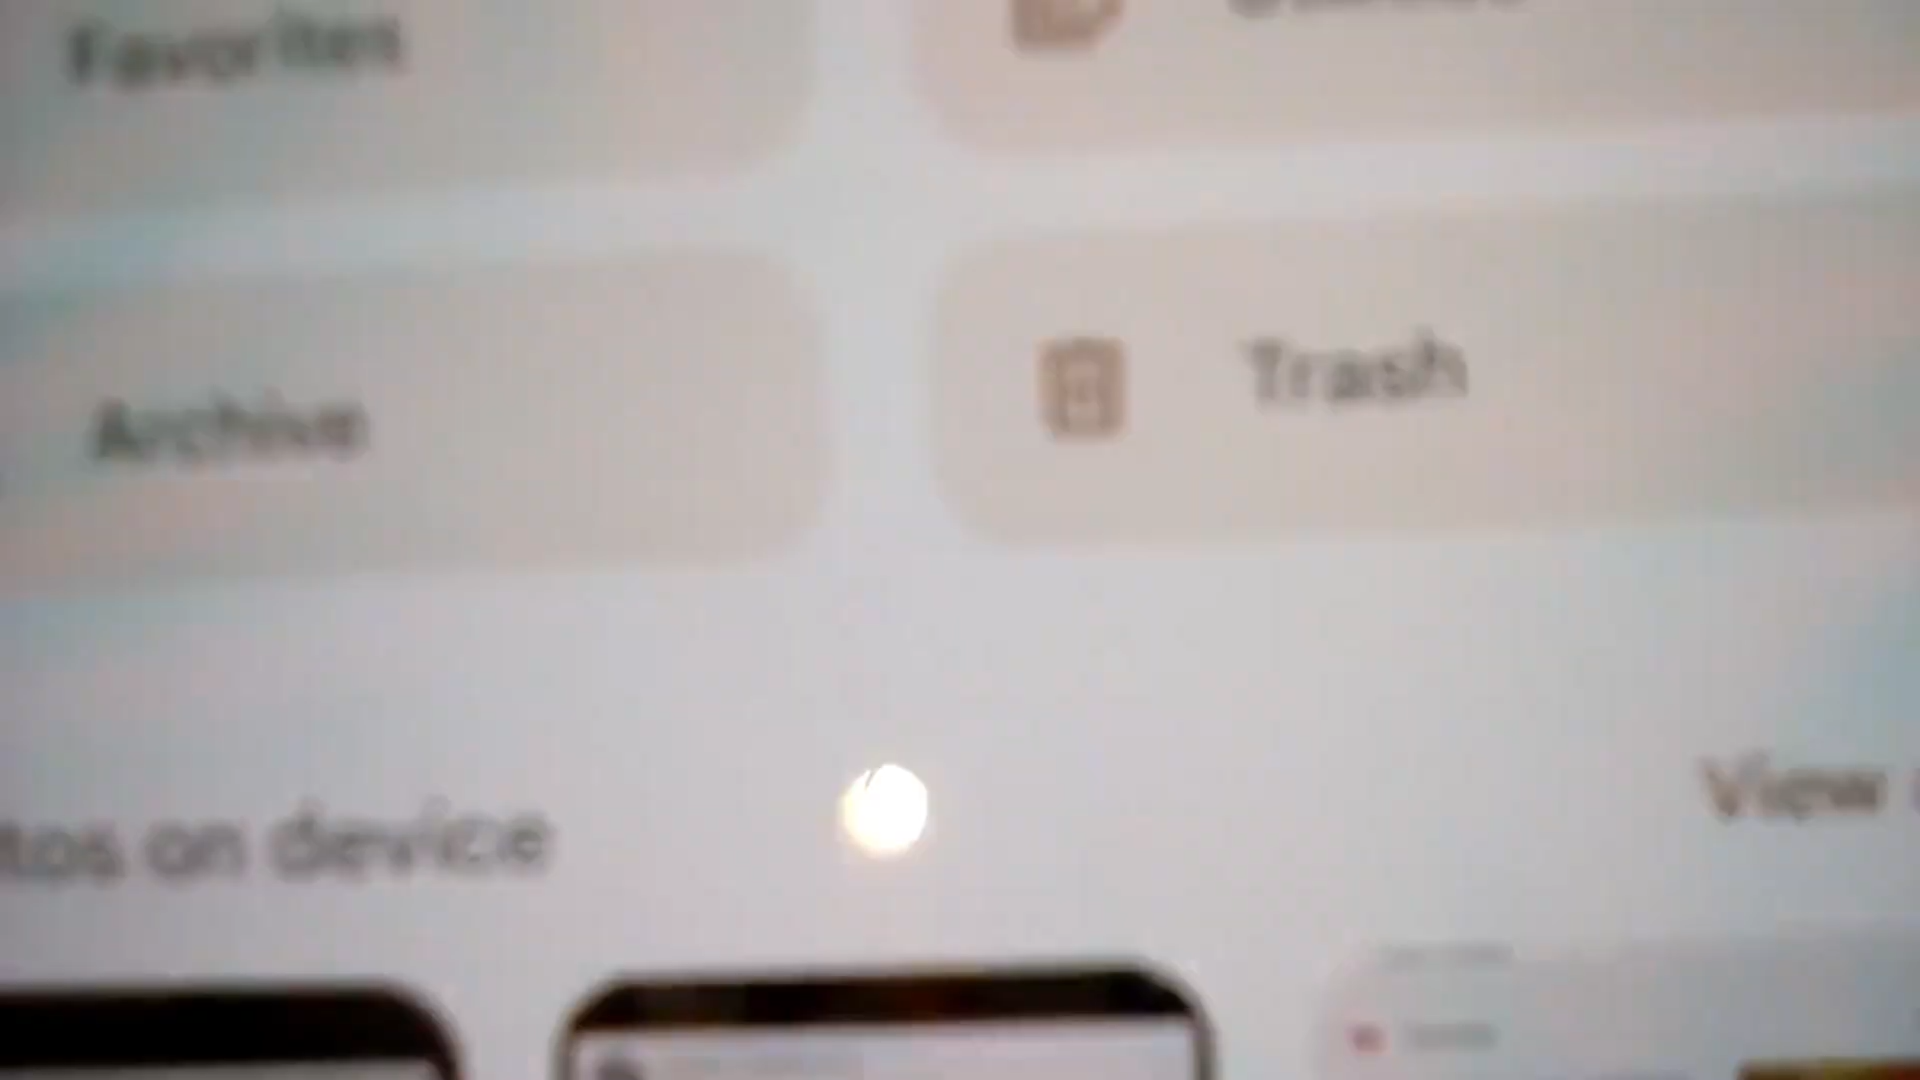 Favorites
Archive
Trash
tos on device
View